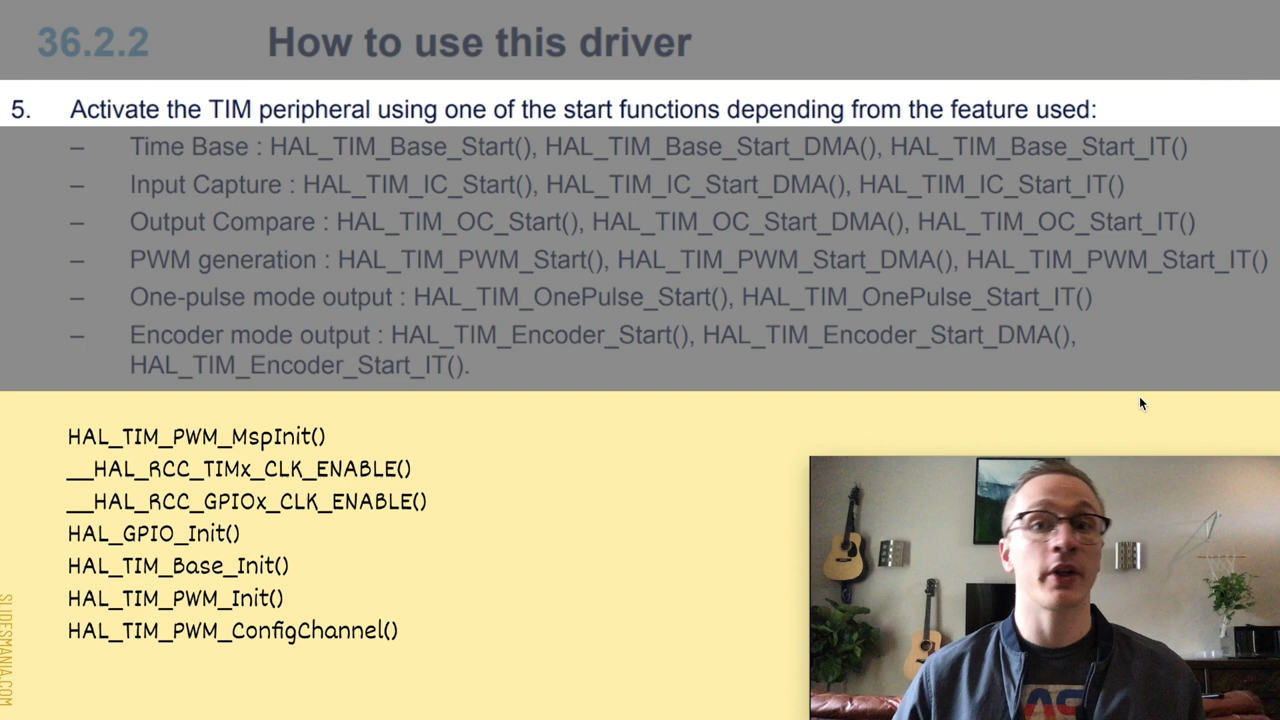 36.2.2 How to use this driver
5. Activate the TIM peripheral using one of the start functions depending from the feature used:
– Time Base : HAL_TIM_Base_Start(), HAL_TIM_Base_Start_DMA(), HAL_TIM_Base_Start_IT()
– Input Capture : HAL_TIM_IC_Start(), HAL_TIM_IC_Start_DMA(), HAL_TIM_IC_Start_IT()
– Output Compare : HAL_TIM_OC_Start(), HAL_TIM_OC_Start_DMA(), HAL_TIM_OC_Start_IT()
– PWM generation : HAL_TIM_PWM_Start(), HAL_TIM_PWM_Start_DMA(), HAL_TIM_PWM_Start_IT()
– One-pulse mode output : HAL_TIM_OnePulse_Start(), HAL_TIM_OnePulse_Start_IT()
– Encoder mode output : HAL_TIM_Encoder_Start(), HAL_TIM_Encoder_Start_DMA(),
HAL_TIM_Encoder_Start_IT().
HAL_TIM_PWM_MspInit()
__HAL_RCC_TIMx_CLK_ENABLE()
__HAL_RCC_GPIOx_CLK_ENABLE()
HAL_GPIO_Init()
HAL_TIM_Base_Init()
HAL_TIM_PWM_Init()
HAL_TIM_PWM_ConfigChannel()
SLIDESMANIA.COM